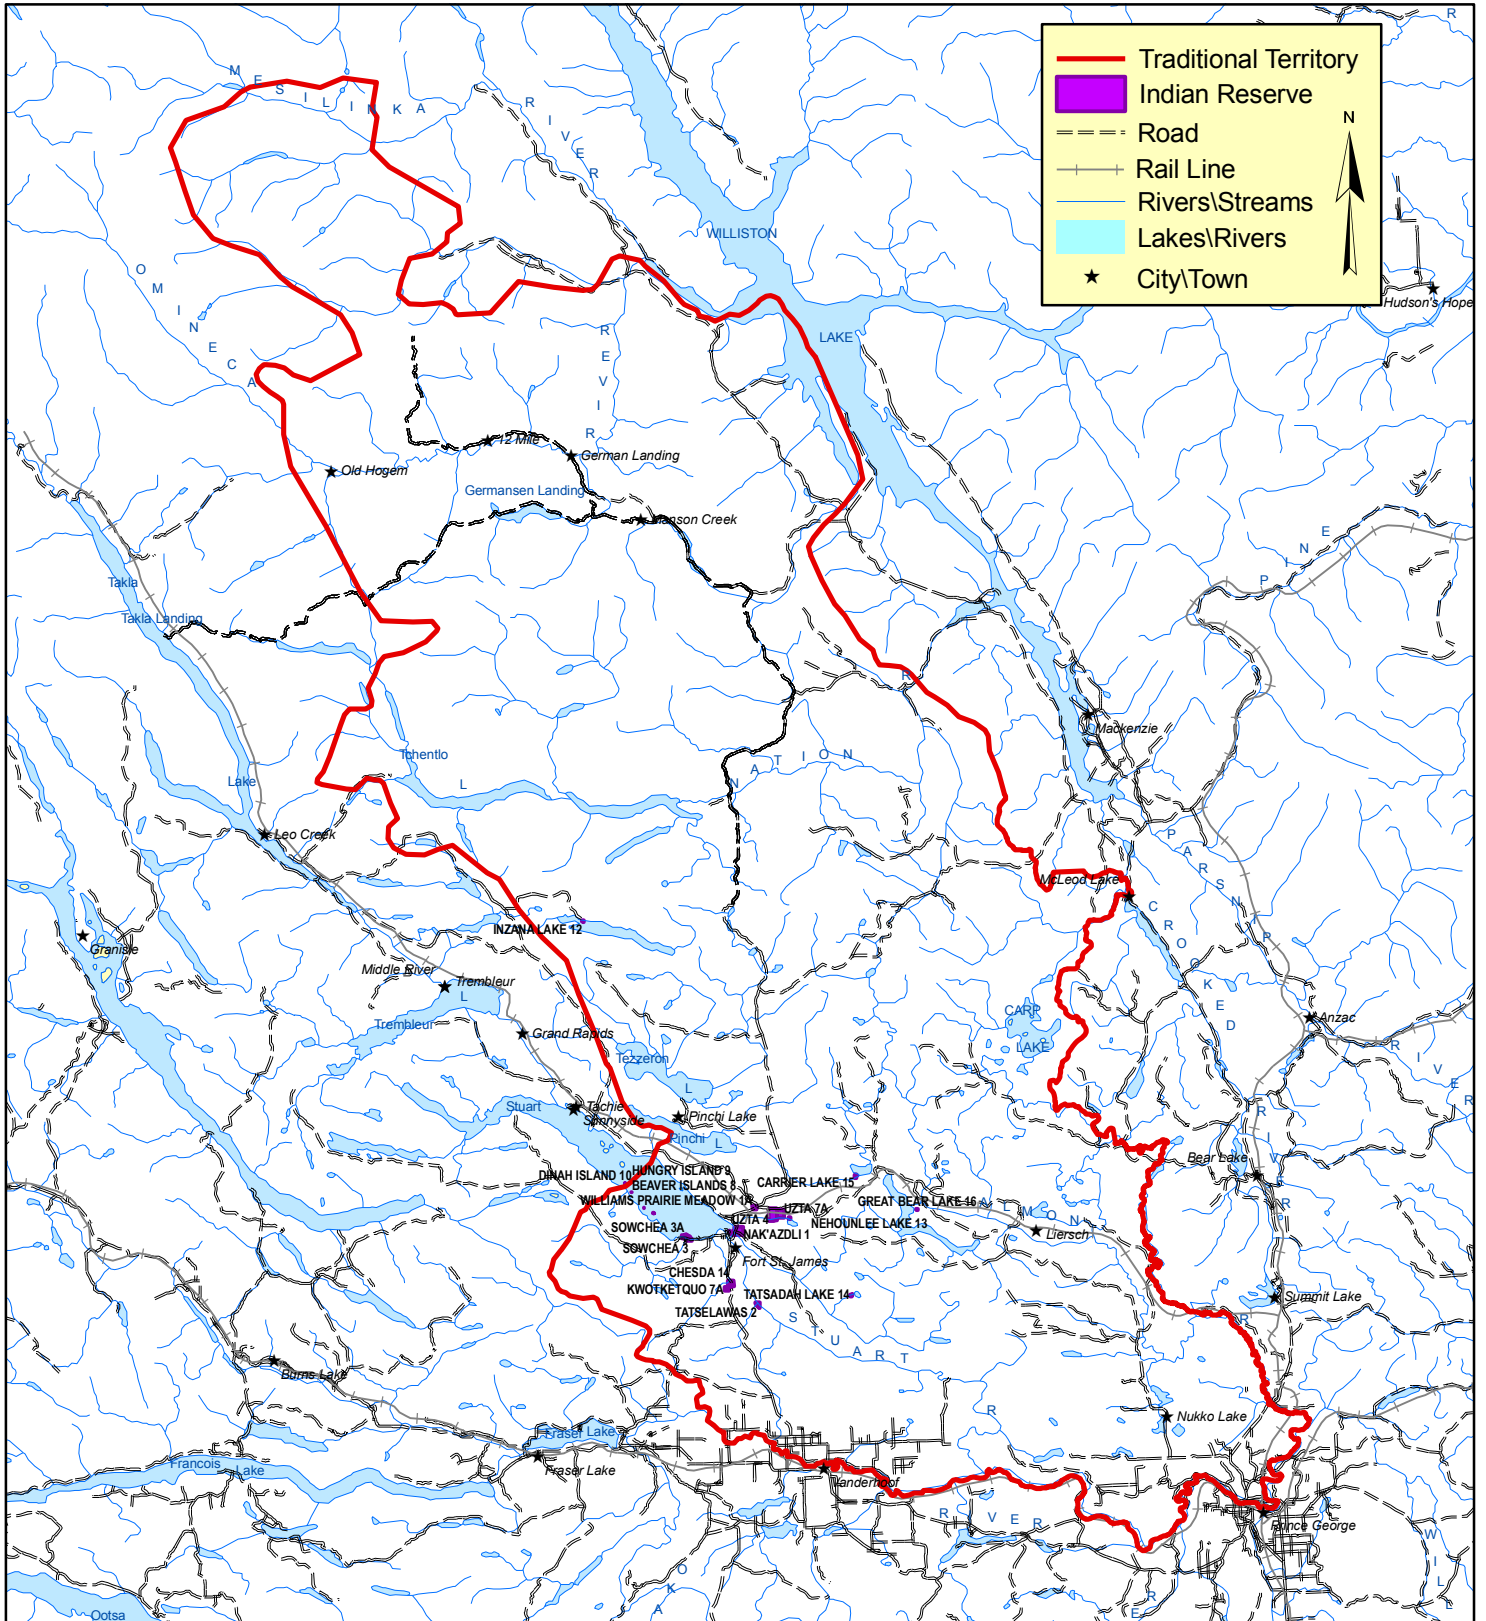 Traditional Territory
Indian Reserve
Road
Rail Line
Rivers\Streams
Lakes\Rivers
City\Town
N
R
MESILINKA
RIVER
OMINECA
RIVER
WILLISTON
LAKE
Hudson's Hope
12 Mile
German Landing
Old Hogem
Germansen Landing
Manson Creek
PINE
Takla
Takla Landing
Lake
R
Mackenzie
Tchentlo
L
NATION
Leo Creek
PARSNIP
RIVER
McLeod Lake
CROOKED
RIVER
INZANA LAKE 12
Granisle
Middle River
Trembleur
L
Trembleur
Grand Rapids
CARP
LAKE
Anzac
Tezzeron
L
Stuart
Tachie
Sunnyside
Pinchi Lake
Pinchi
L
Bear Lake
DINAH ISLAND 10
HUNGRY ISLAND 9
BEAVER ISLANDS 8
WILLIAMS PRAIRIE MEADOW 1A
CARRIER LAKE 15
GREAT BEAR LAKE 16
UZTA 7A
UZTA 4
NEHOUNLEE LAKE 13
SOWCHEA 3A
NAK'AZDLI 1
SOWCHEA 3
Fort St. James
ALMON
Liersch
CHESDA 14
KWOTKETQUO 7A
TATSADAH LAKE 14
TATSELAWAS 2
STUART
R
Summit Lake
R
Burns Lake
Nukko Lake
Fraser Lake
Fraser Lake
Francois
Lake
Vanderhoof
RIVER
Prince George
Ootsa